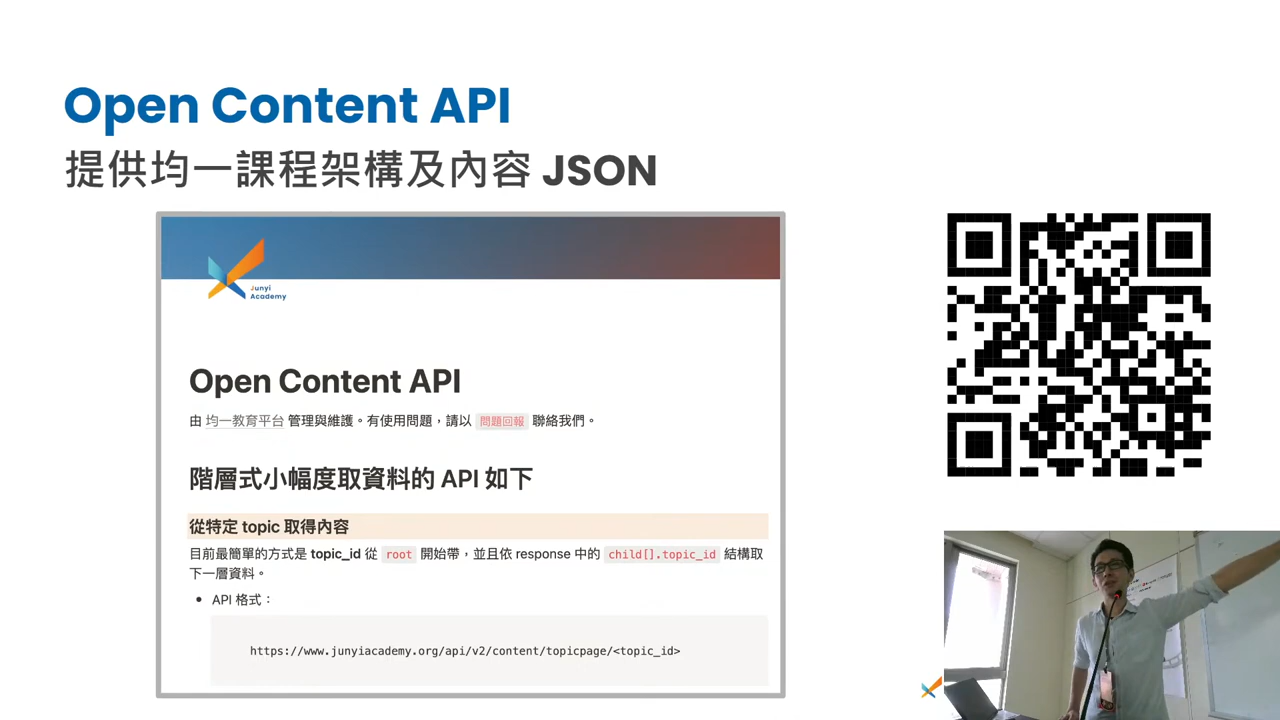 Open Content API
提供均一課程架構及內容 JSON
Junyi
Academy
Open Content API
由 均一教育平台 管理與維護。有使用問題，請以 問題回報 聯絡我們。
階層式小幅度取資料的 API 如下
從特定 topic 取得內容
目前最簡單的方式是 topic_id 從 root 開始帶，並且依 response 中的 child[].topic_id 結構取
下一層資料。
API 格式：
https://www.junyiacademy.org/api/v2/content/topicpage/<topic_id>